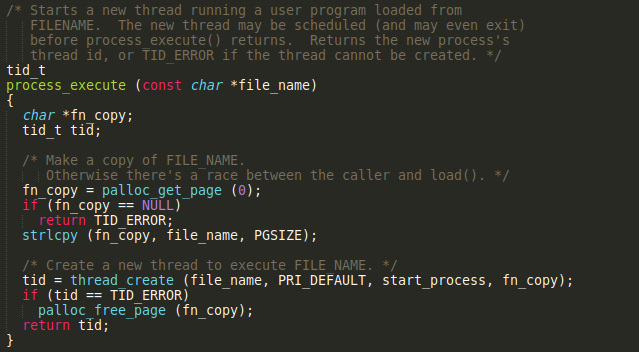 /* Starts a new thread running a user program loaded from
   FILENAME.  The new thread may be scheduled (and may even exit)
   before process_execute() returns.  Returns the new process's
   thread id, or TID_ERROR if the thread cannot be created. */
tid_t
process_execute (const char *file_name)
{
  char *fn_copy;
  tid_t tid;

  /* Make a copy of FILE_NAME.
     Otherwise there's a race between the caller and load(). */
  fn_copy = palloc_get_page (0);
  if (fn_copy == NULL)
    return TID_ERROR;
  strlcpy (fn_copy, file_name, PGSIZE);

  /* Create a new thread to execute FILE_NAME. */
  tid = thread_create (file_name, PRI_DEFAULT, start_process, fn_copy);
  if (tid == TID_ERROR)
    palloc_free_page (fn_copy);
  return tid;
}